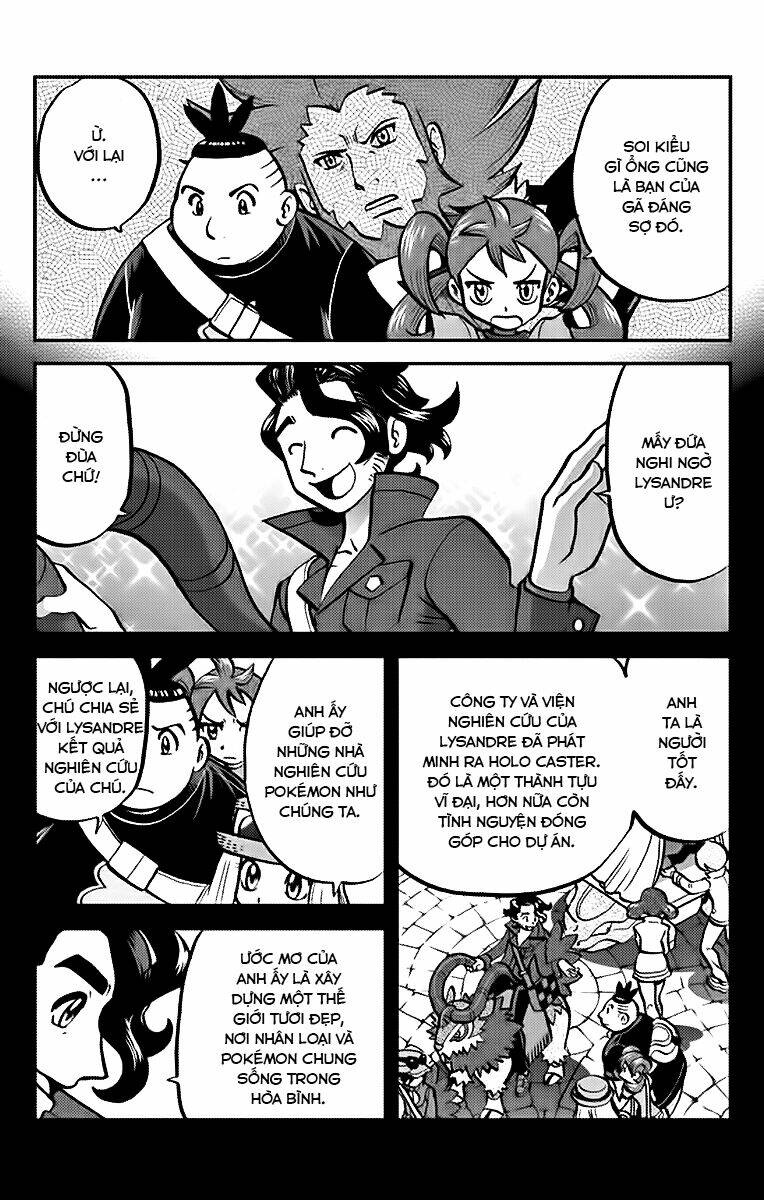 SOI KIỂU
GÌ ỔNG CŨNG
LÀ BẠN CỦA
GÃ ĐÁNG
SỢ ĐÓ.
Ừ.
VỚI LẠI
...
MẤY ĐỨA
NGHI NGỜ
LYSANDRE
Ư?
ĐỪNG
ĐÙA
CHỨ!
ANH
TA LÀ
NGƯỜI
TỐT
ĐẤY.
CÔNG TY VÀ VIỆN
NGHIÊN CỨU CỦA
LYSANDRE ĐÃ PHÁT
MINH RA HOLO CASTER.
ĐÓ LÀ MỘT THÀNH TỰU
VĨ ĐẠI, HƠN NỮA CÒN
TÌNH NGUYỆN ĐÓNG
GÓP CHO DỰ ÁN.
ANH ẤY
GIÚP ĐỠ
NHỮNG NHÀ
NGHIÊN CỨU
POKÉMON NHƯ
CHÚNG TA.
NGƯỢC LẠI,
CHÚ CHIA SẺ
VỚI LYSANDRE
KẾT QUẢ
NGHIÊN CỨU
CỦA CHÚ.
ƯỚC MƠ CỦA
ANH ẤY LÀ XÂY
DỰNG MỘT THẾ
GIỚI TƯƠI ĐẸP,
NƠI NHÂN LOẠI VÀ
POKÉMON CHUNG
SỐNG TRONG
HÒA BÌNH.